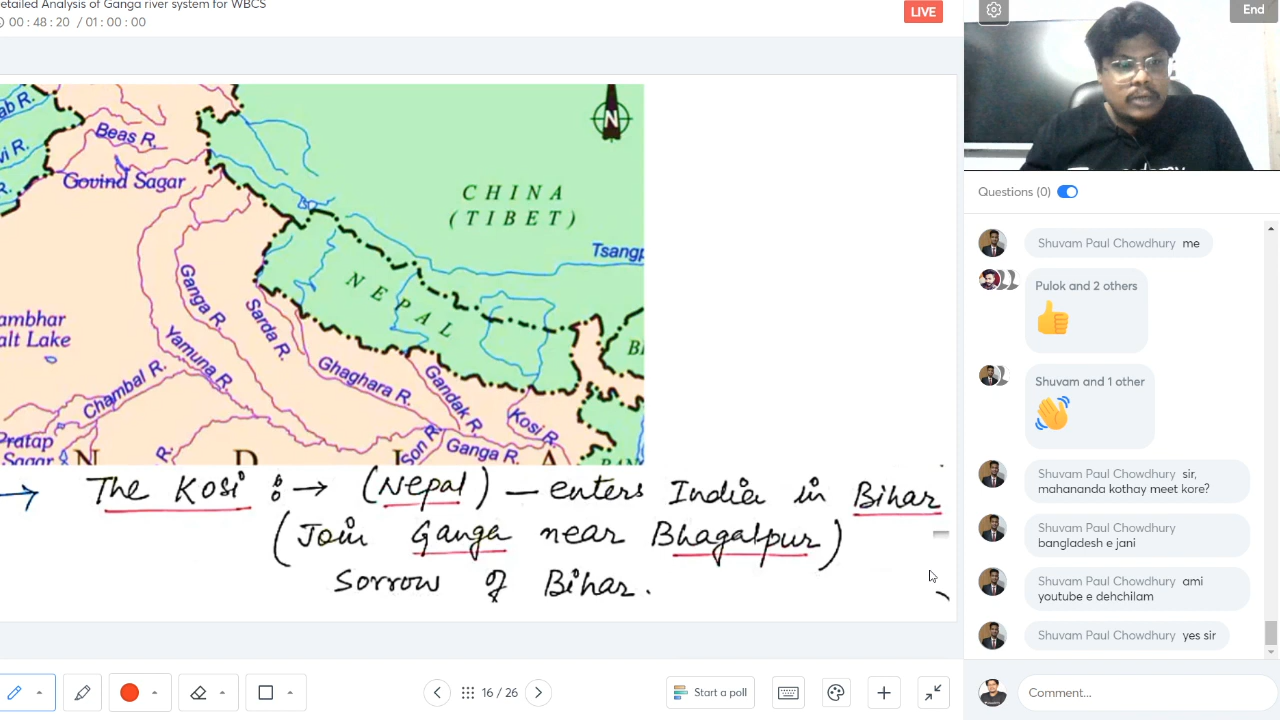 etailed Analysis of Ganga river system for WBCS
00 : 48 : 20 / 01 : 00 : 00
LIVE
End
ab R.
Beas R.
vi R.
R.
Govind Sagar
N
CHINA
(TIBET)
Tsangp
NEPAL
Ganga R.
Sarda R.
ambhar
alt Lake
Yamuna R.
Chambal R.
Ghaghara R.
Gandak R.
Kosi R.
Son R.
Ganga R.
Pratap
Sagar
R.
N D I A
→ The Kosi :→ (Nepal) — enters India in Bihar
(Join Ganga near Bhagalpur)
Sorrow of Bihar.
Questions (0)
Shuvam Paul Chowdhury me
Pulok and 2 others
Shuvam and 1 other
Shuvam Paul Chowdhury sir,
mahananda kothay meet kore?
Shuvam Paul Chowdhury
bangladesh e jani
Shuvam Paul Chowdhury ami
youtube e dehchilam
Shuvam Paul Chowdhury yes sir
16 / 26
Start a poll
Comment...